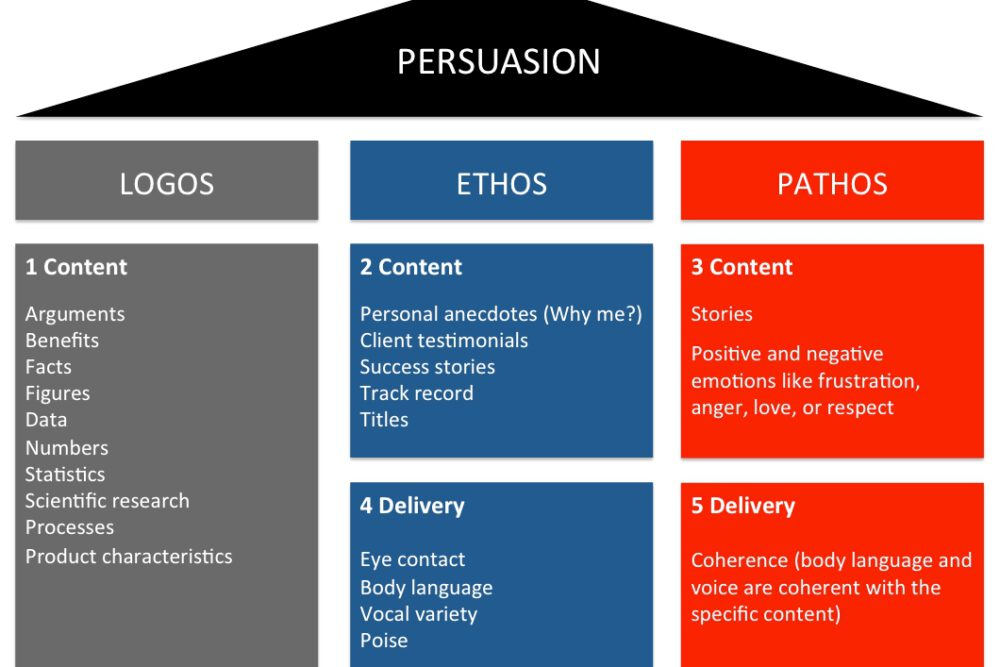 PERSUASION
LOGOS
ETHOS
PATHOS
1 Content
Arguments
Benefits
Facts
Figures
Data
Numbers
Statistics
Scientific research
Processes
Product characteristics
2 Content
Personal anecdotes (Why me?)
Client testimonials
Success stories
Track record
Titles
4 Delivery
Eye contact
Body language
Vocal variety
Poise
3 Content
Stories
Positive and negative
emotions like frustration,
anger, love, or respect
5 Delivery
Coherence (body language and
voice are coherent with the
specific content)